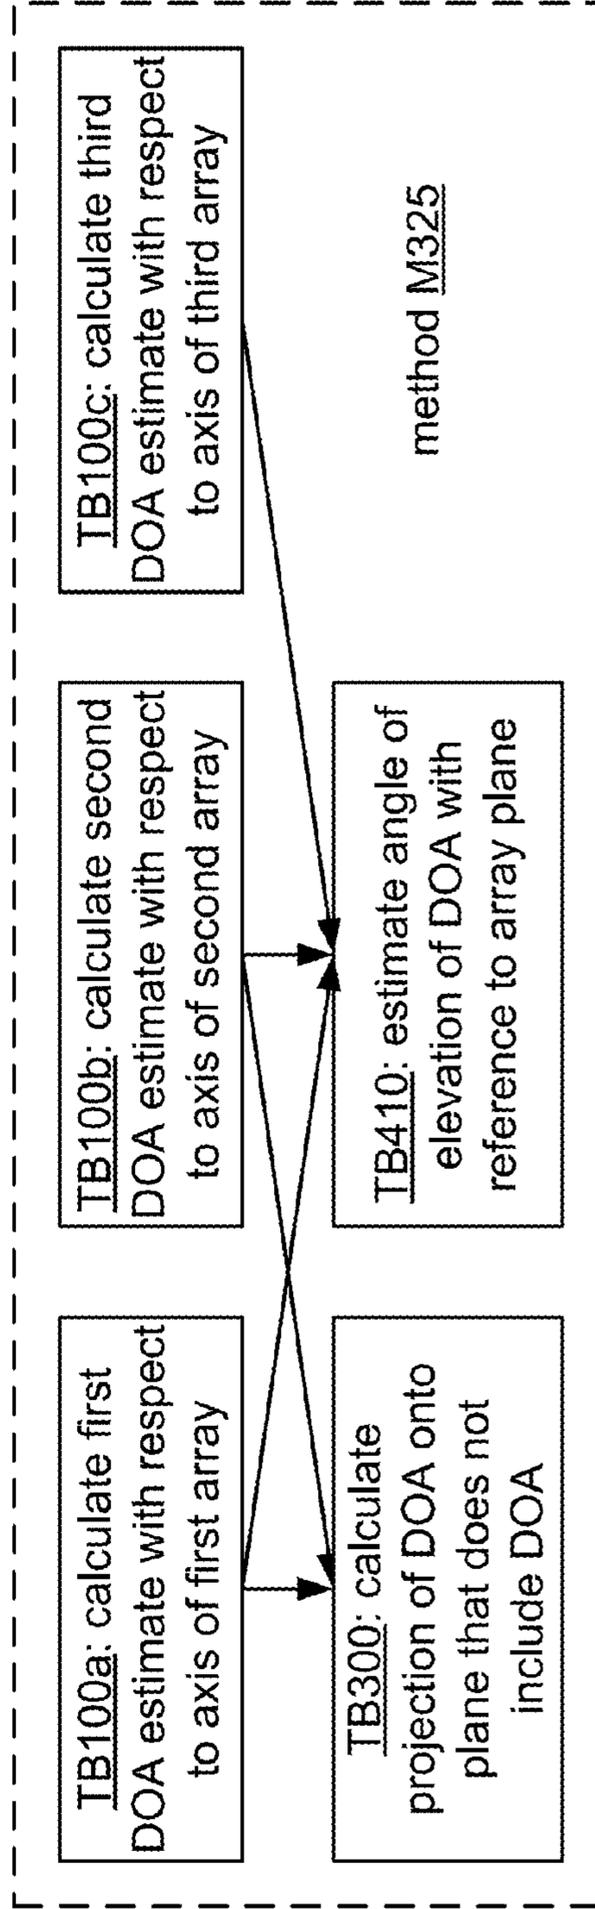 TB100a: calculate first
DOA estimate with respect
to axis of first array
TB100b: calculate second
DOA estimate with respect
to axis of second array
TB100c: calculate third
DOA estimate with respect
to axis of third array
TB300: calculate
projection of DOA onto
plane that does not
include DOA
TB410: estimate angle of
elevation of DOA with
reference to array plane
method M325